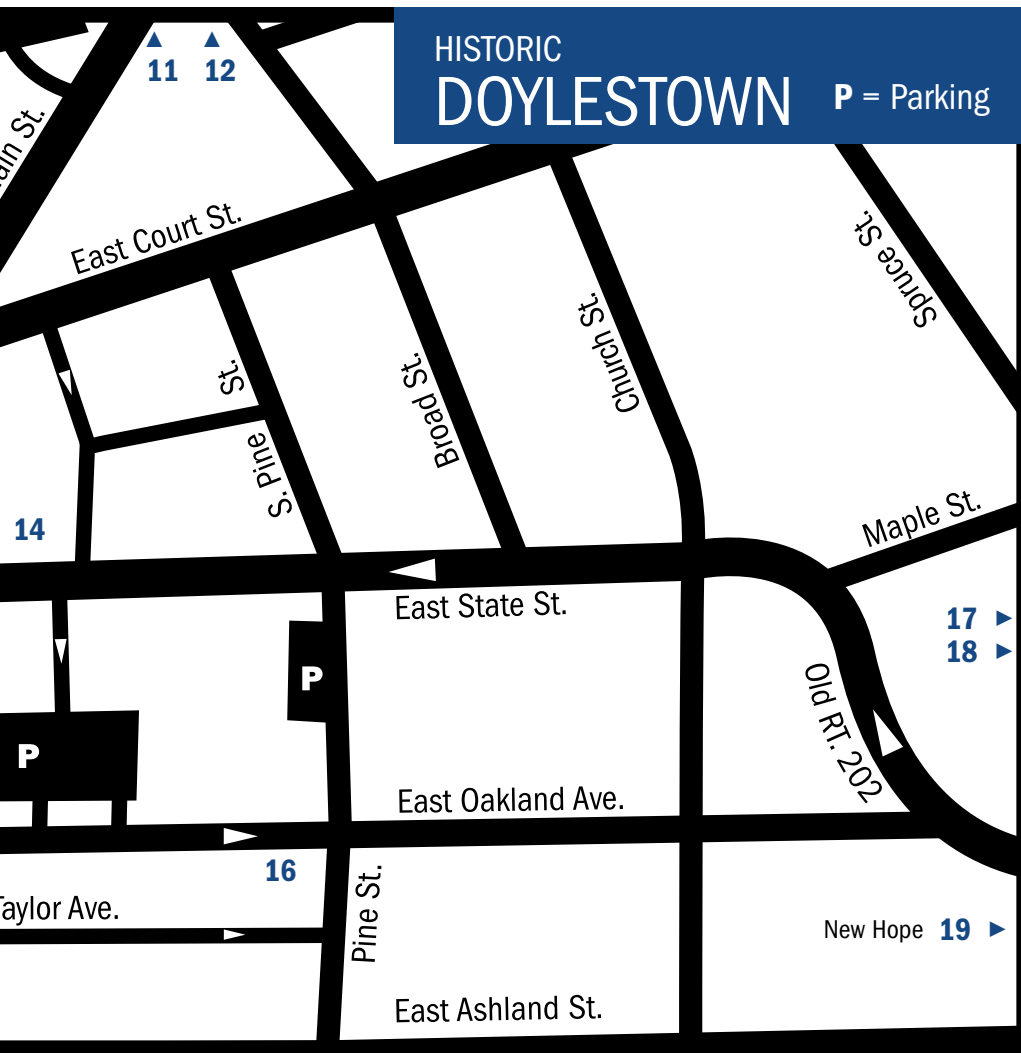 HISTORIC
DOYLESTOWN
P = Parking
11
12
St.
East Court St.
Spruce St.
Church St.
Broad St.
S. Pine St.
14
Maple St.
East State St.
17
18
P
P
Old RT. 202
East Oakland Ave.
16
Pine St.
Taylor Ave.
New Hope 19
East Ashland St.